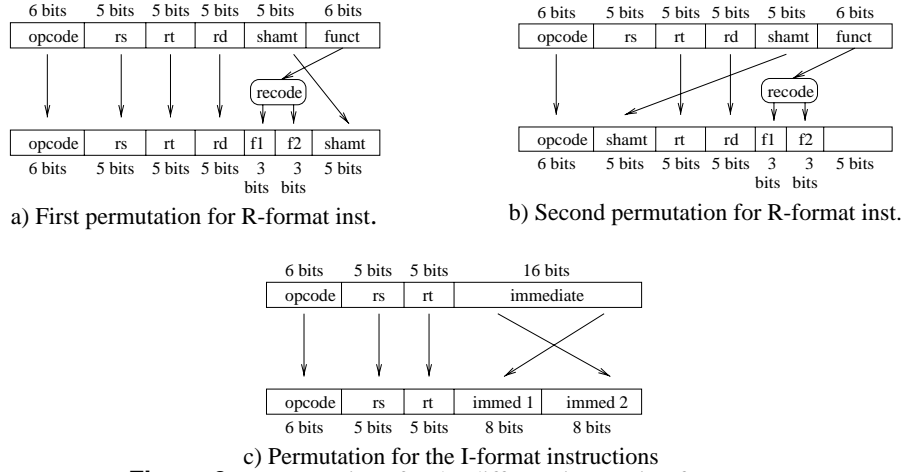 6 bits 5 bits 5 bits 5 bits 5 bits 6 bits
opcode rs rt rd shamt funct
recode
opcode rs rt rd f1 f2 shamt
6 bits 5 bits 5 bits 5 bits 3 bits 3 bits 5 bits
a) First permutation for R-format inst.
6 bits 5 bits 5 bits 5 bits 5 bits 6 bits
opcode rs rt rd shamt funct
recode
opcode shamt rt rd f1 f2
6 bits 5 bits 5 bits 5 bits 3 bits 3 bits 5 bits
b) Second permutation for R-format inst.
6 bits 5 bits 5 bits 16 bits
opcode rs rt immediate
opcode rs rt immed 1 immed 2
6 bits 5 bits 5 bits 8 bits 8 bits
c) Permutation for the I-format instructions